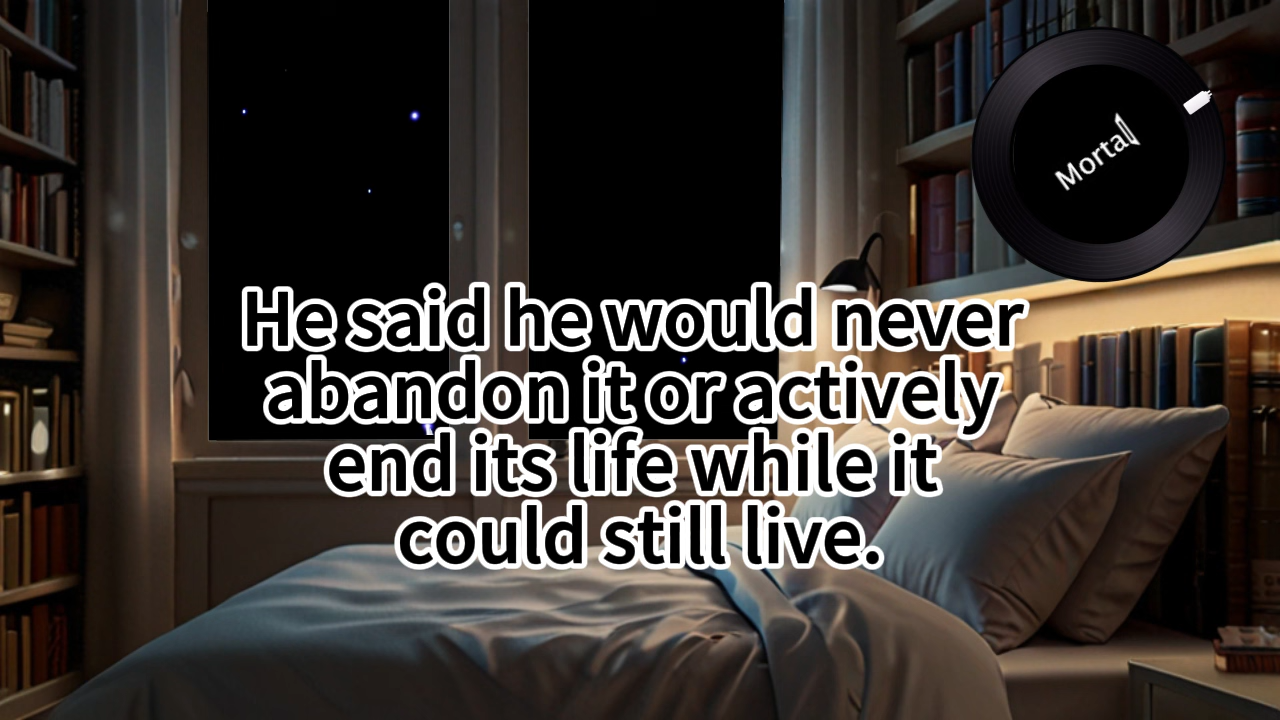 Mortal
He said he would never
abandon it or actively
end its life while it
could still live.